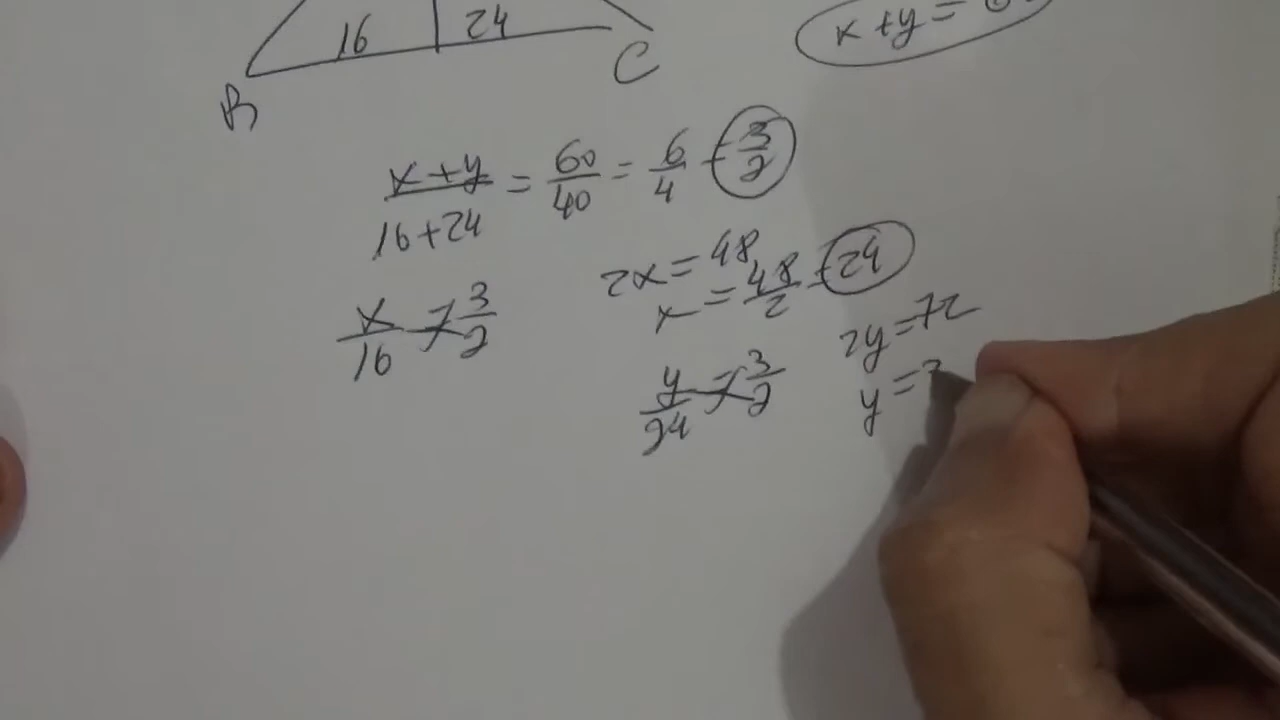 16 24
x+y=
B
C
x+y/16+24 = 60/40 = 6/4 = 3/2
2x=48
x=48/2=24
x/16=3/2
2y=72
y/24=3/2
y=3